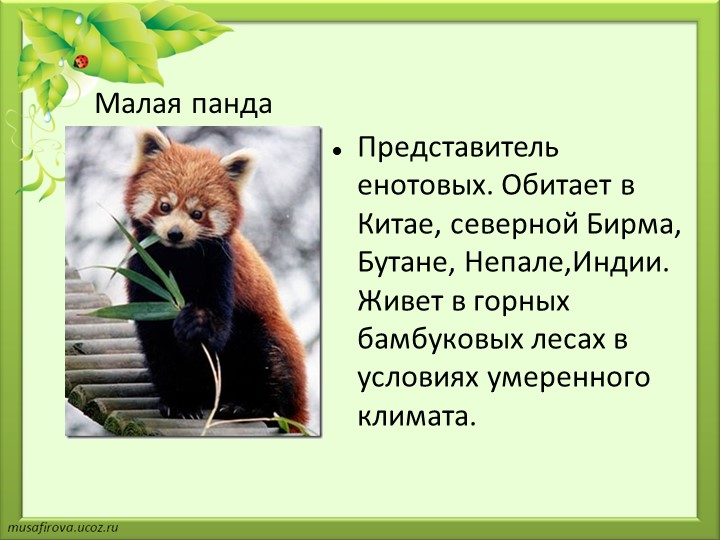 Малая панда
Представитель
енотовых. Обитает в
Китае, северной Бирма,
Бутане, Непале,Индии.
Живет в горных
бамбуковых лесах в
условиях умеренного
климата.
musafirova.ucoz.ru